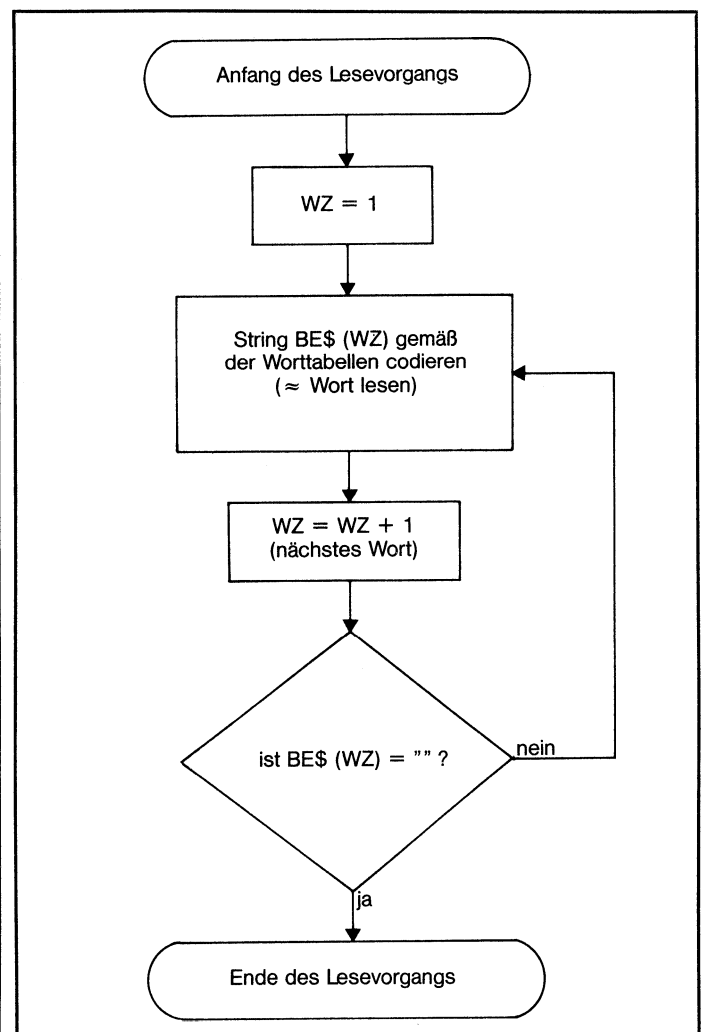 Anfang des Lesevorgangs
WZ = 1
String BE$ (WZ) gemäß
der Worttabellen codieren
(≈ Wort lesen)
WZ = WZ + 1
(nächstes Wort)
ist BE$ (WZ) = ”” ?
nein
ja
Ende des Lesevorgangs